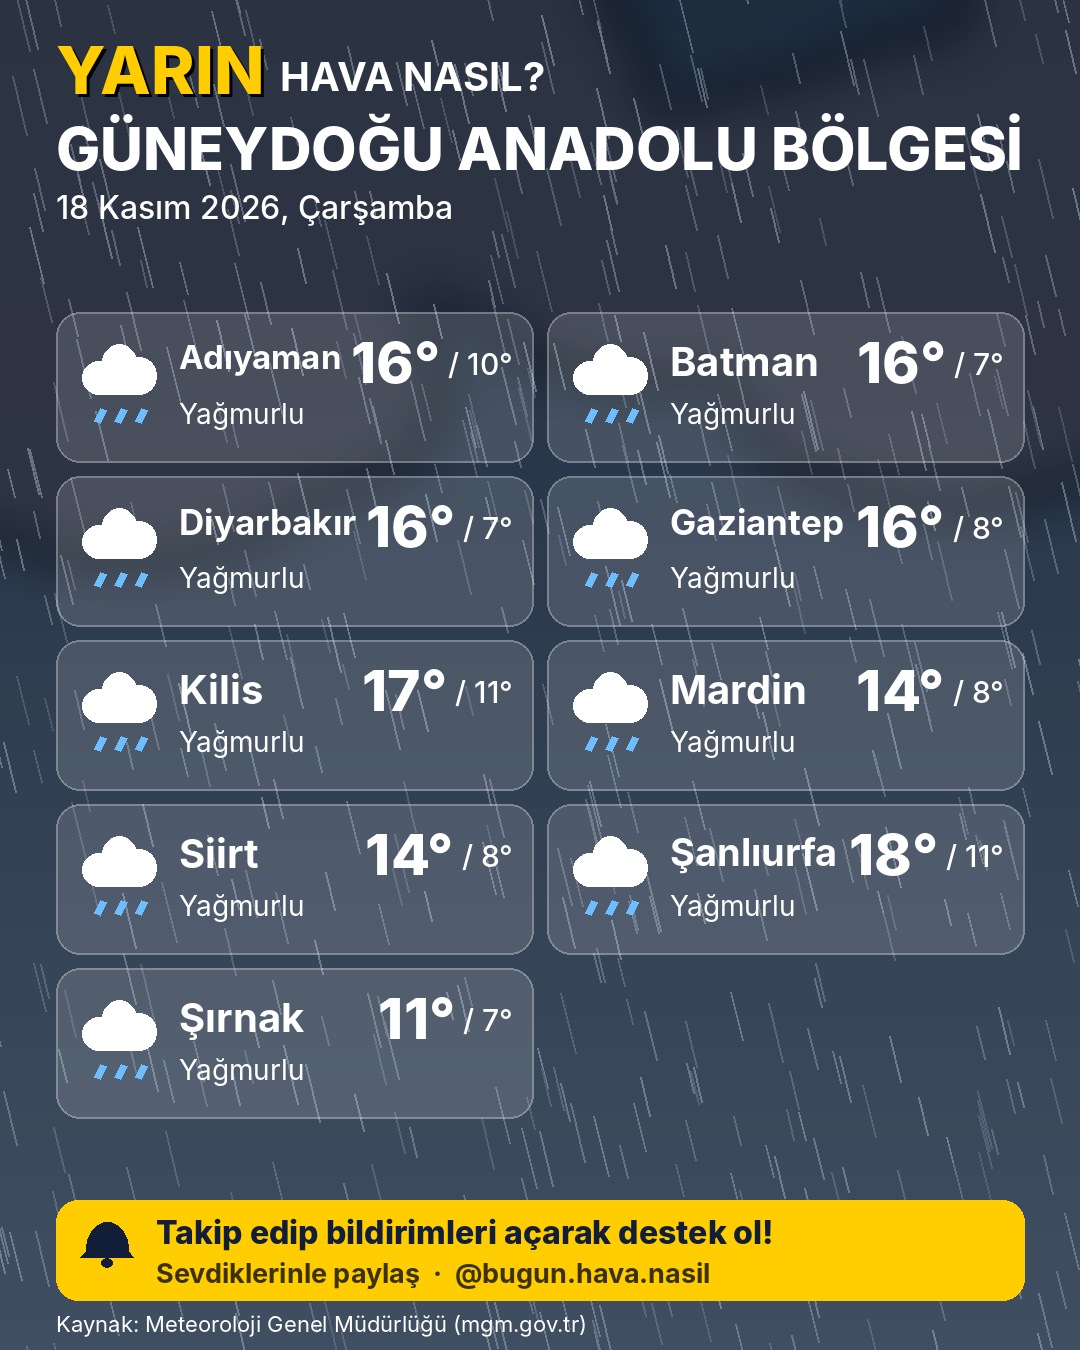 YARIN HAVA NASIL?
GÜNEYDOĞU ANADOLU BÖLGESİ
18 Kasım 2026, Çarşamba
Adıyaman 16° / 10°
Yağmurlu
Batman 16° / 7°
Yağmurlu
Diyarbakır 16° / 7°
Yağmurlu
Gaziantep 16° / 8°
Yağmurlu
Kilis 17° / 11°
Yağmurlu
Mardin 14° / 8°
Yağmurlu
Siirt 14° / 8°
Yağmurlu
Şanlıurfa 18° / 11°
Yağmurlu
Şırnak 11° / 7°
Yağmurlu
Takip edip bildirimleri açarak destek ol!
Sevdiklerinle paylaş · @bugun.hava.nasil
Kaynak: Meteoroloji Genel Müdürlüğü (mgm.gov.tr)